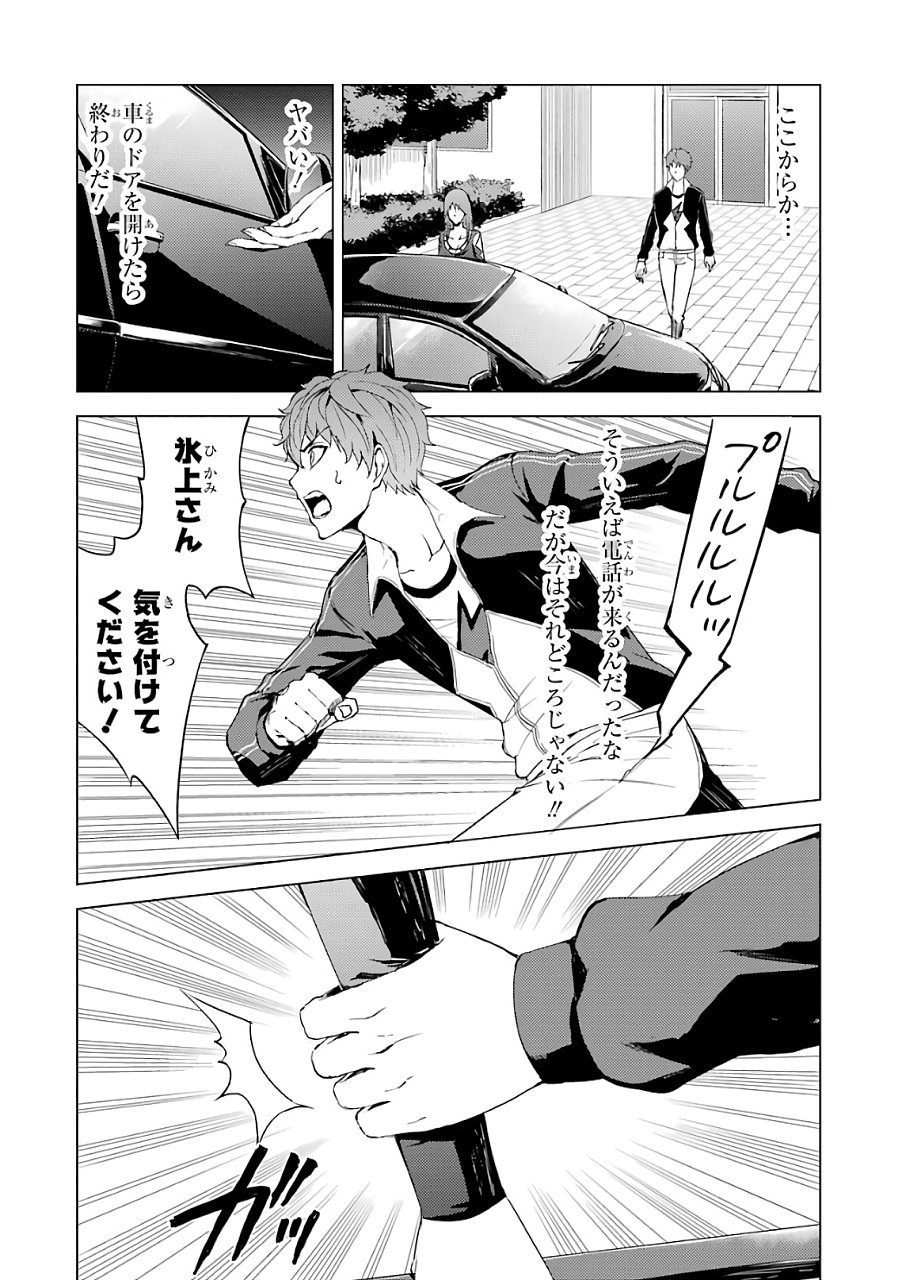 ここからか…
ヤバい！
車のドアを開けたら
終わりだ！！
プルルルルッ
そういえば電話が来るんだったな
だが今はそれどころじゃない！！
氷上さん
気を付けて
ください！
ガッ